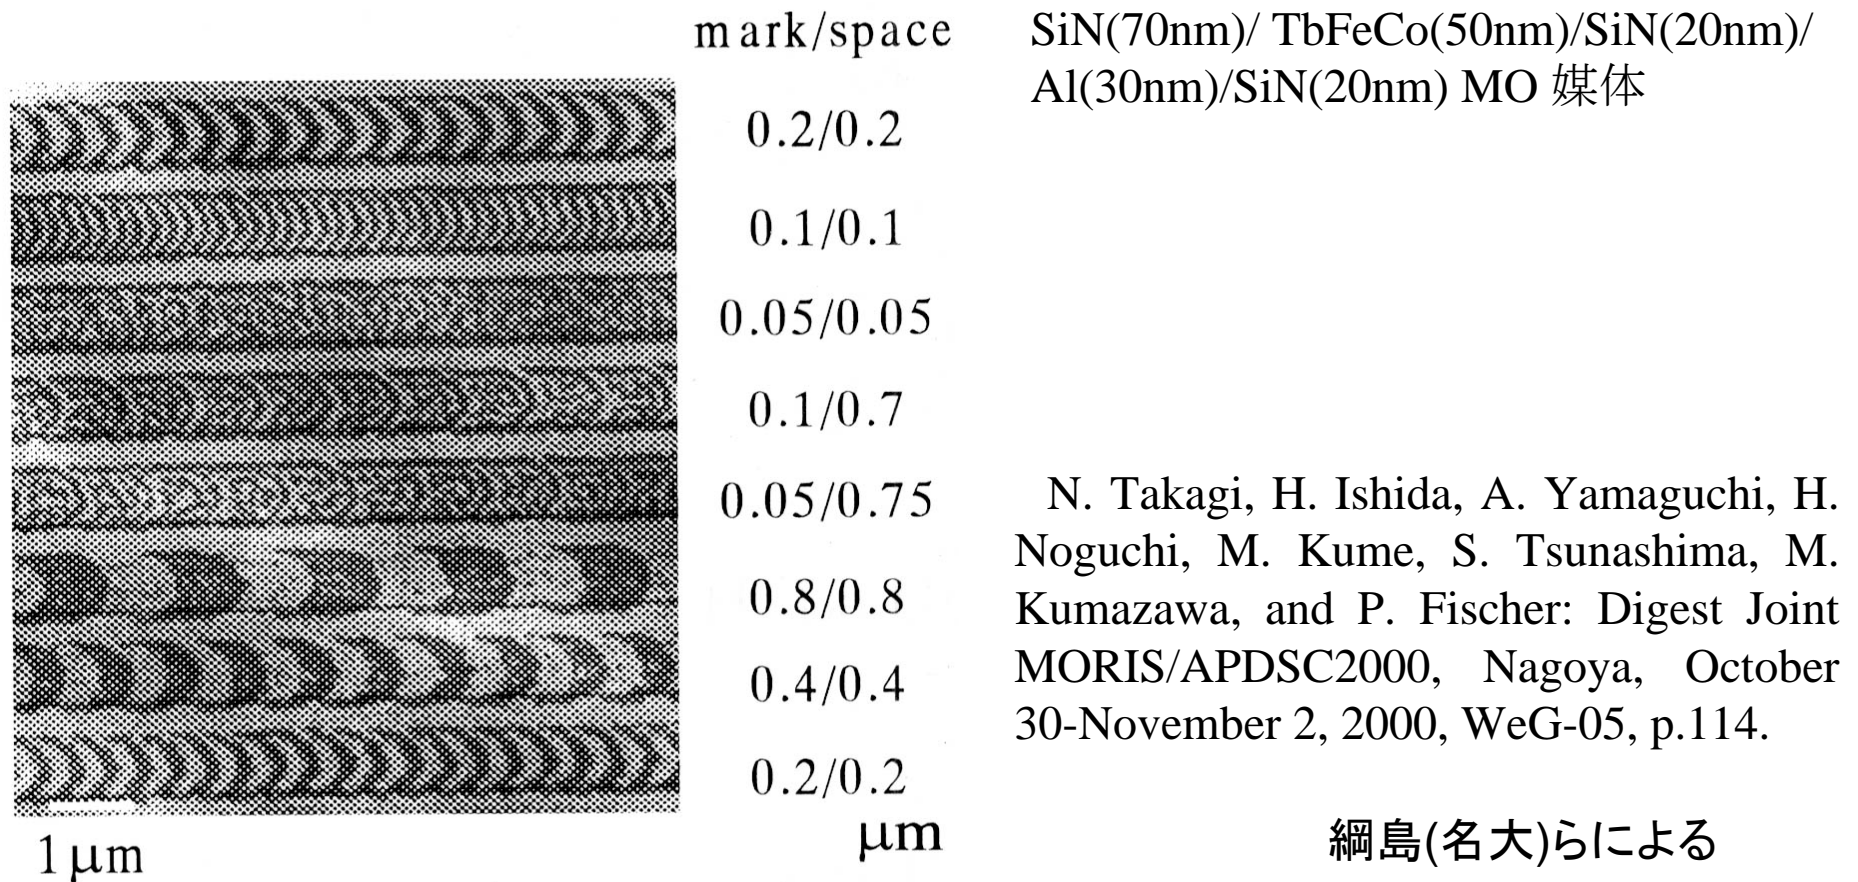 mark/space
0.2/0.2
0.1/0.1
0.05/0.05
0.1/0.7
0.05/0.75
0.8/0.8
0.4/0.4
0.2/0.2
μm
1μm
SiN(70nm)/ TbFeCo(50nm)/SiN(20nm)/
Al(30nm)/SiN(20nm) MO 媒体
N. Takagi, H. Ishida, A. Yamaguchi, H.
Noguchi, M. Kume, S. Tsunashima, M.
Kumazawa, and P. Fischer: Digest Joint
MORIS/APDSC2000, Nagoya, October
30-November 2, 2000, WeG-05, p.114.
綱島(名大)らによる